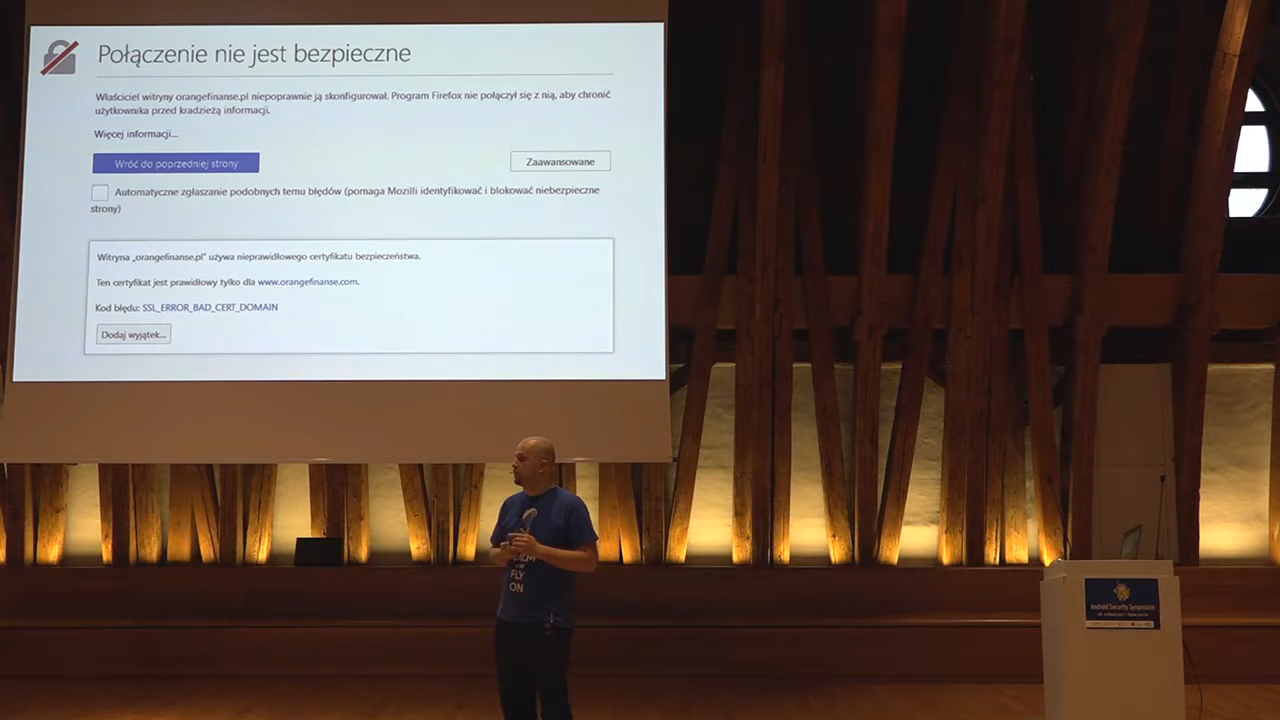 Połączenie nie jest bezpieczne
Właściciel witryny orangefinanse.pl niepoprawnie ją skonfigurował. Program Firefox nie połączył się z nią, aby chronić
użytkownika przed kradzieżą informacji.
Więcej informacji...
Wróć do poprzedniej strony
Zaawansowane
Automatyczne zgłaszanie podobnych temu błędów (pomaga Mozilli identyfikować i blokować niebezpieczne
strony)
Witryna „orangefinanse.pl” używa nieprawidłowego certyfikatu bezpieczeństwa.
Ten certyfikat jest prawidłowy tylko dla www.orangefinanse.com.
Kod błędu: SSL_ERROR_BAD_CERT_DOMAIN
Dodaj wyjątek...
FLY
ON
Android Security Symposium